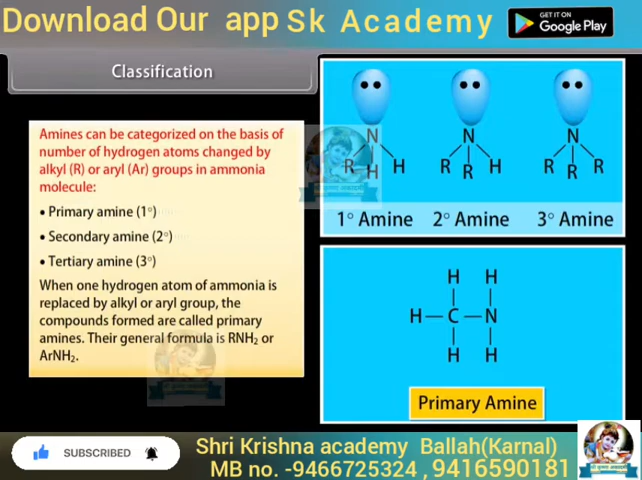 Download Our app Sk Academy
GET IT ON
Google Play
Classification
Amines can be categorized on the basis of
number of hydrogen atoms changed by
alkyl (R) or aryl (Ar) groups in ammonia
molecule:
• Primary amine (1°)
• Secondary amine (2°)
• Tertiary amine (3°)
When one hydrogen atom of ammonia is
replaced by alkyl or aryl group, the
compounds formed are called primary
amines. Their general formula is RNH₂ or
ArNH₂.
N N N
R H H R R H R R R
1° Amine 2° Amine 3° Amine
H H
H — C — N
H H
Primary Amine
SUBSCRIBED
Shri Krishna academy Ballah(Karnal)
MB no. -9466725324 , 9416590181